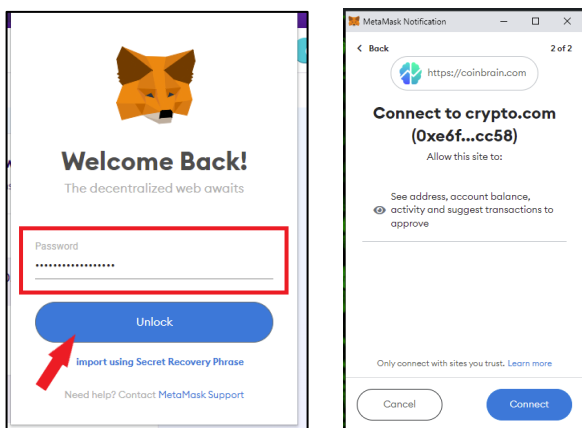 Welcome Back!
The decentralized web awaits
Password
Unlock
import using Secret Recovery Phrase
Need help? Contact MetaMask Support
MetaMask Notification
Back
2 of 2
https://coinbrain.com
Connect to crypto.com
(0xe6f...cc58)
Allow this site to:
See address, account balance,
activity and suggest transactions to
approve
Only connect with sites you trust. Learn more
Cancel
Connect